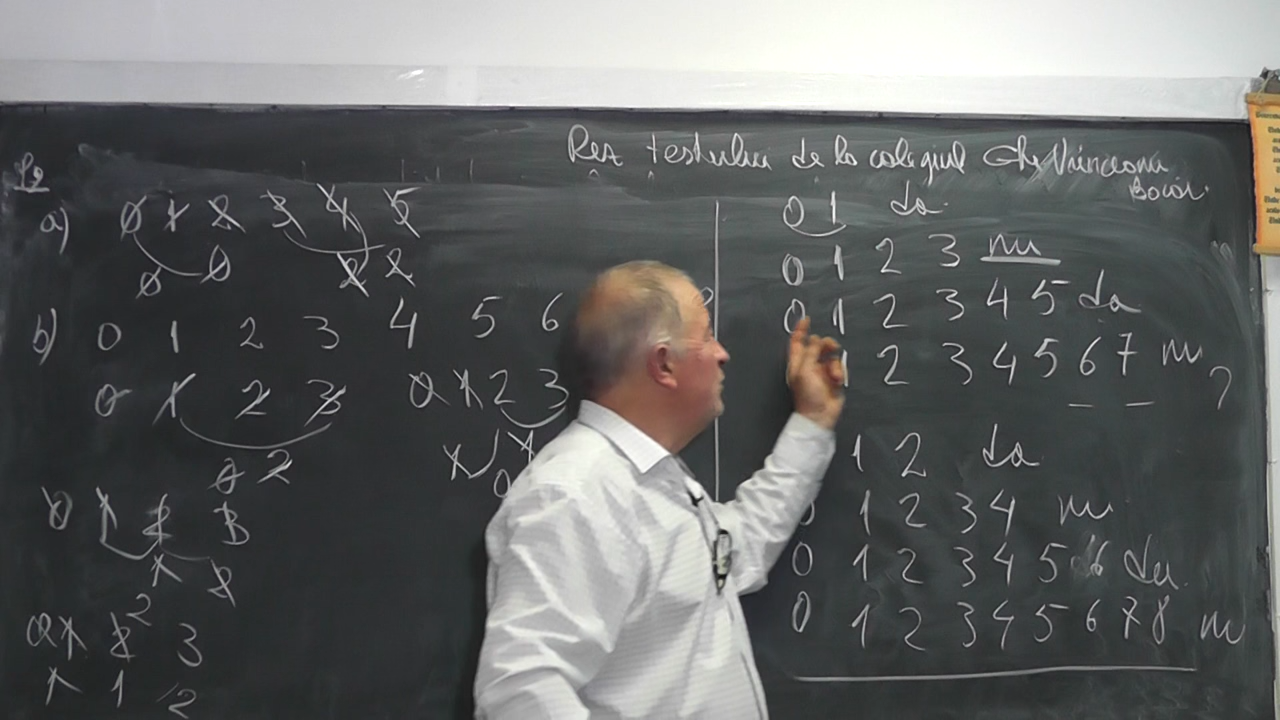 Rez testului de la colegiul Gh Vrînceanu
Bacău
a) 0 1 2 3 4 5
0 0 2 2
b) 0 1 2 3 4 5 6
0 1 2 3 0 1 2 3
0 2
0 1 2 3
1 2
2
0 1 2 3
1 1 2
0 1 da
0 1 2 3 nu
0 1 2 3 4 5 da
1 2 3 4 5 6 7 nu
?
1 2 da
1 2 3 4 nu
0 1 2 3 4 5 6 da
0 1 2 3 4 5 6 7 8 nu